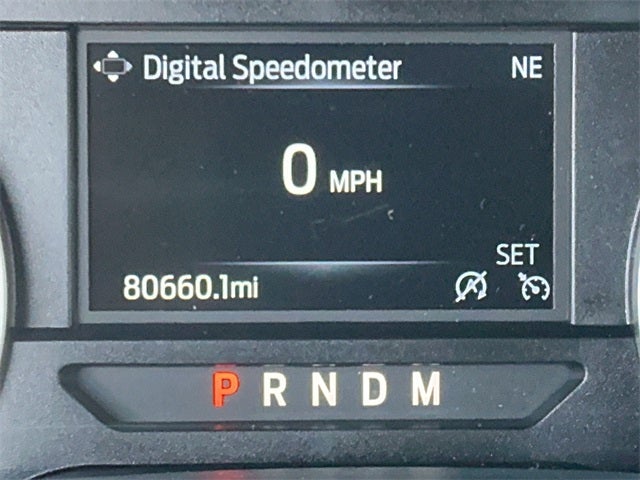 Digital Speedometer NE
0 MPH
SET
80660.1mi
P R N D M